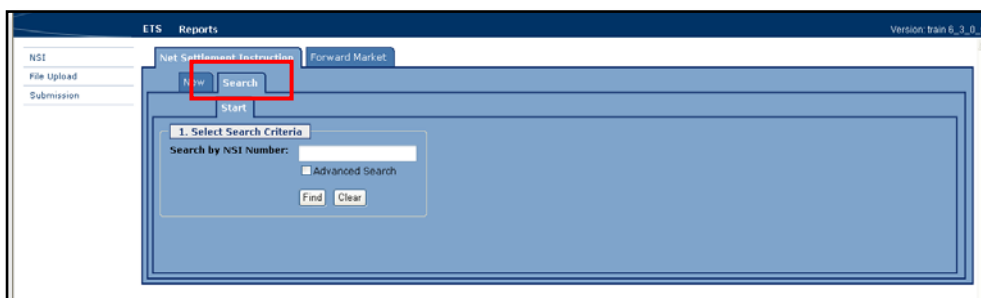 ETS Reports Version: train 6_3_0_
NSI
File Upload
Submission
Net Settlement Instruction Forward Market
New Search
Start
1. Select Search Criteria
Search by NSI Number:
Advanced Search
Find Clear